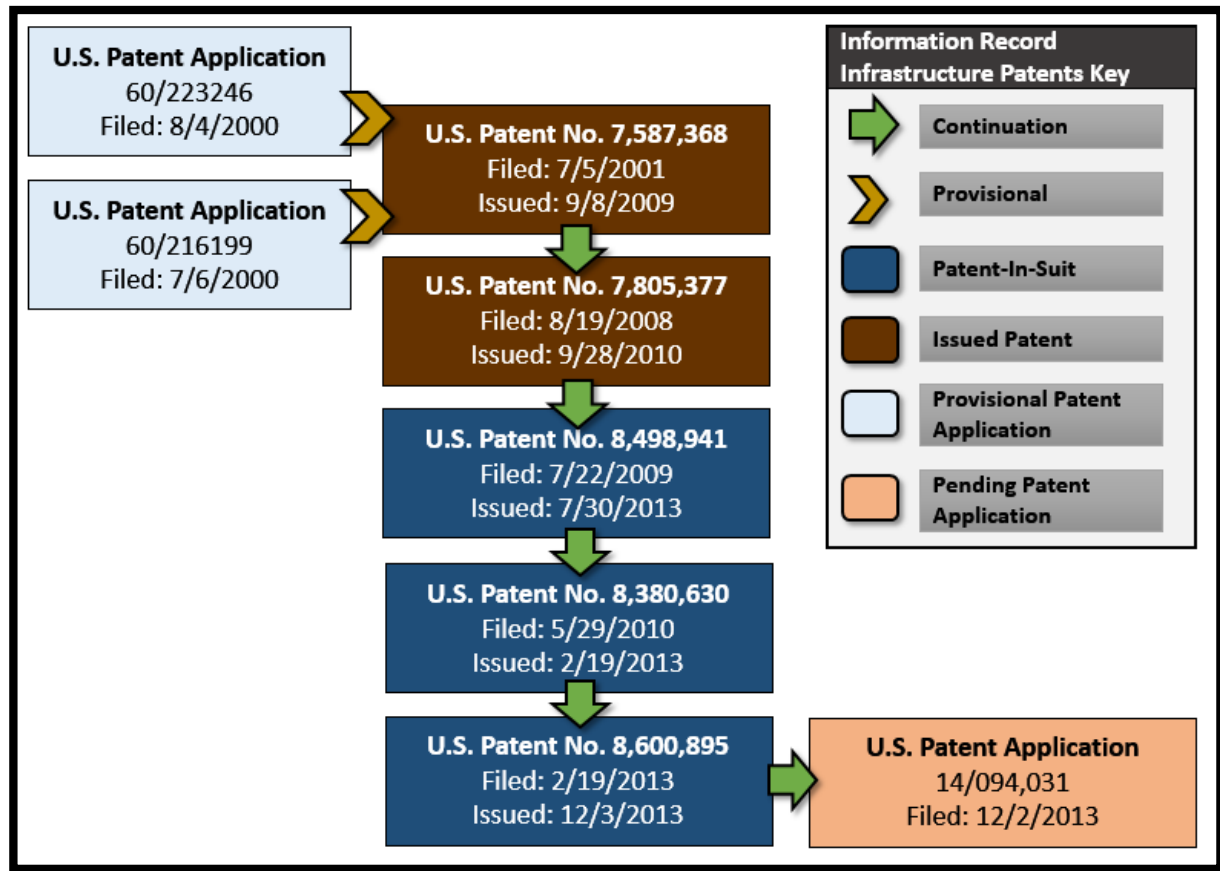 U.S. Patent Application
60/223246
Filed: 8/4/2000
U.S. Patent Application
60/216199
Filed: 7/6/2000
U.S. Patent No. 7,587,368
Filed: 7/5/2001
Issued: 9/8/2009
U.S. Patent No. 7,805,377
Filed: 8/19/2008
Issued: 9/28/2010
U.S. Patent No. 8,498,941
Filed: 7/22/2009
Issued: 7/30/2013
U.S. Patent No. 8,380,630
Filed: 5/29/2010
Issued: 2/19/2013
U.S. Patent No. 8,600,895
Filed: 2/19/2013
Issued: 12/3/2013
U.S. Patent Application
14/094,031
Filed: 12/2/2013
Information Record
Infrastructure Patents Key
Continuation
Provisional
Patent-In-Suit
Issued Patent
Provisional Patent
Application
Pending Patent
Application